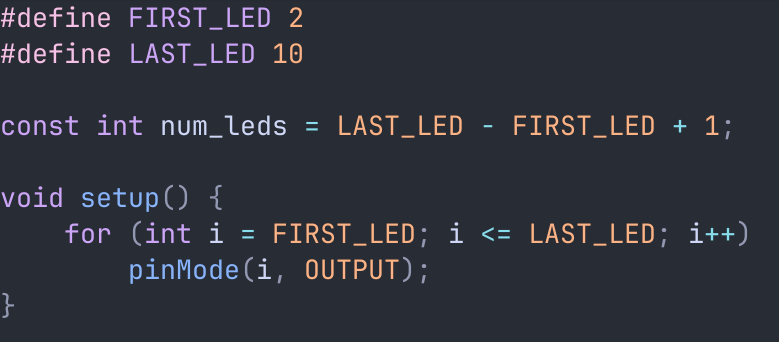 #define FIRST_LED 2
#define LAST_LED 10
const int num_leds = LAST_LED - FIRST_LED + 1;
void setup() {
for (int i = FIRST_LED; i <= LAST_LED; i++)
pinMode(i, OUTPUT);
}